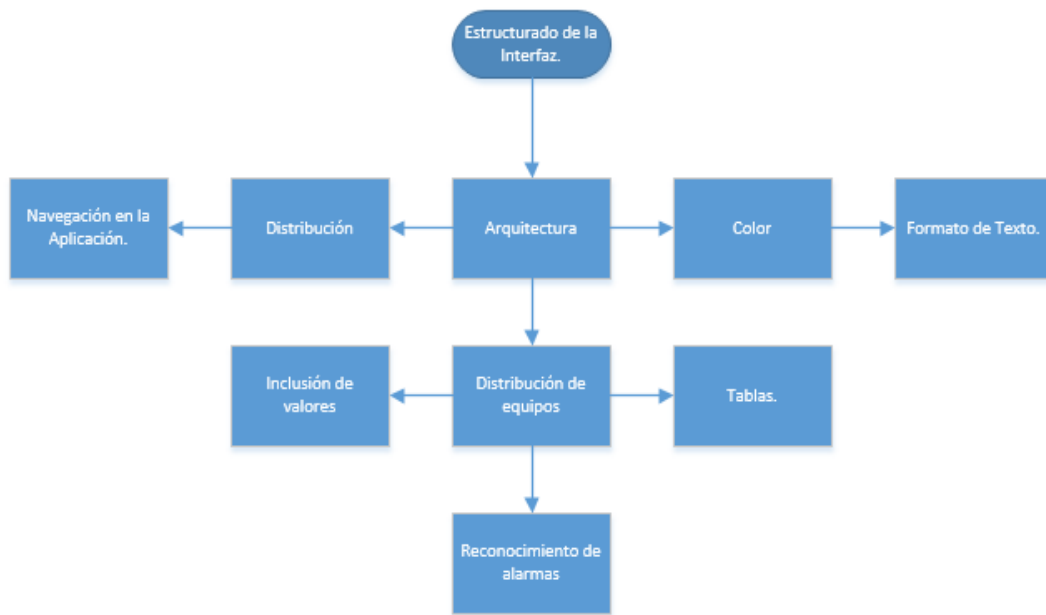 Estructurado de la
Interfaz.
Navegación en la
Aplicación.
Distribución
Arquitectura
Color
Formato de Texto.
Inclusión de
valores
Distribución de
equipos
Tablas.
Reconocimiento de
alarmas